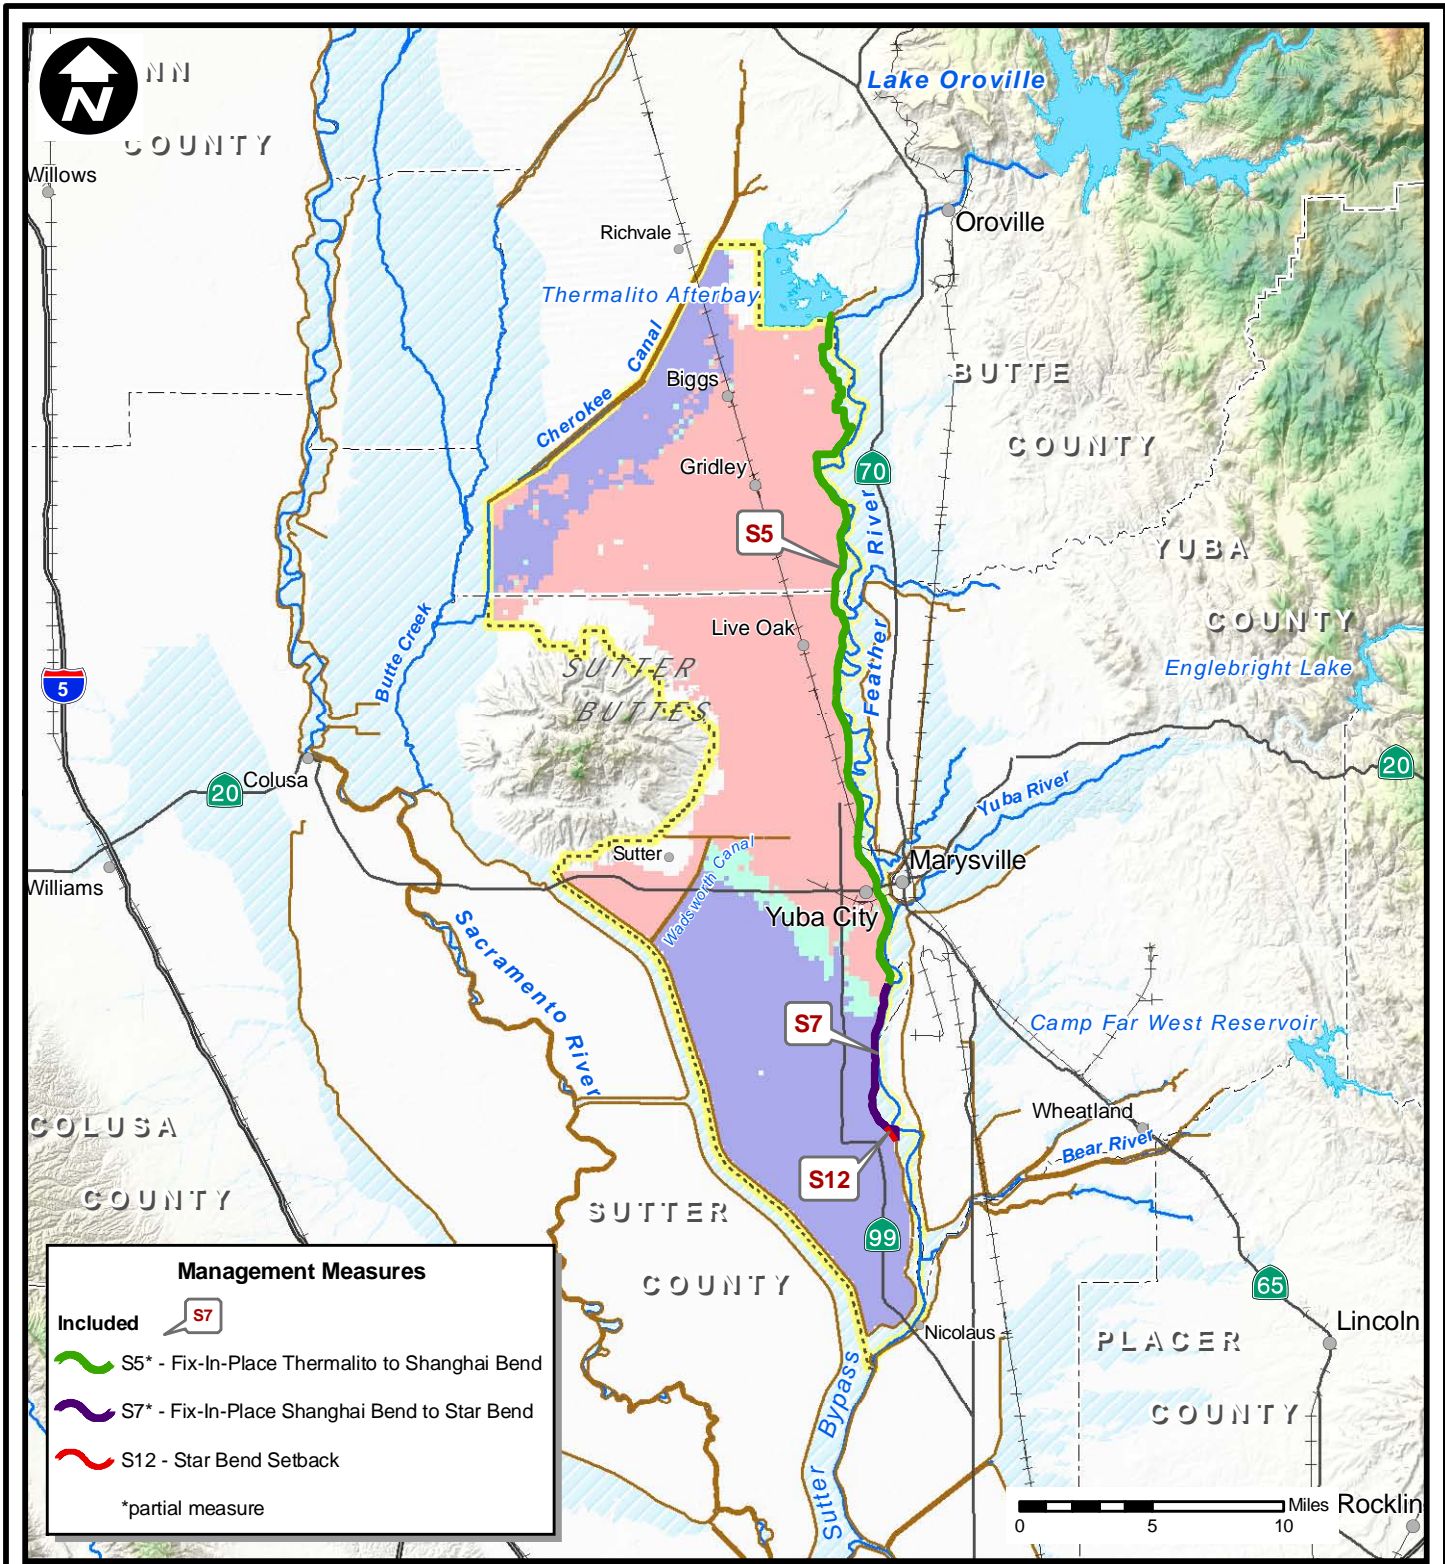 N
NN
COUNTY
Willows
Lake Oroville
Oroville
Richvale
Thermalito Afterbay
Cherokee Canal
Biggs
BUTTE
COUNTY
Gridley
70
S5
Feather River
YUBA
COUNTY
Butte Creek
Live Oak
Englebright Lake
SUTTER
BUTTES
5
20
Colusa
20
Yuba River
Sutter
Wadsworth Canal
Marysville
Williams
Yuba City
Sacramento River
S7
Camp Far West Reservoir
COLUSA
COUNTY
Wheatland
Bear River
S12
SUTTER
COUNTY
99
65
Nicolaus
PLACER
COUNTY
Lincoln
Sutter Bypass
Rocklin
Management Measures
Included
S7
S5* - Fix-In-Place Thermalito to Shanghai Bend
S7* - Fix-In-Place Shanghai Bend to Star Bend
S12 - Star Bend Setback
*partial measure
Miles
0 5 10